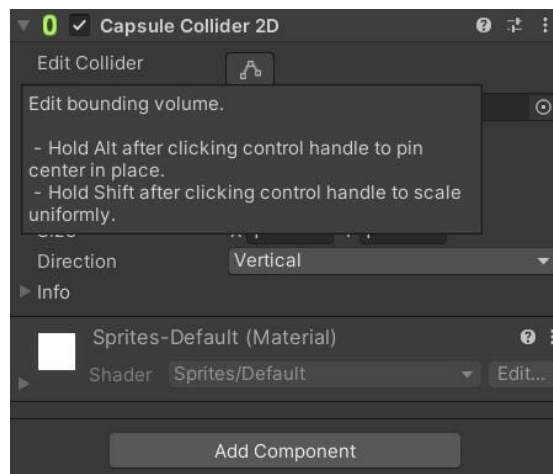 Capsule Collider 2D
Edit Collider
Edit bounding volume.
- Hold Alt after clicking control handle to pin
center in place.
- Hold Shift after clicking control handle to scale
uniformly.
Direction Vertical
Info
Sprites-Default (Material)
Shader Sprites/Default Edit...
Add Component